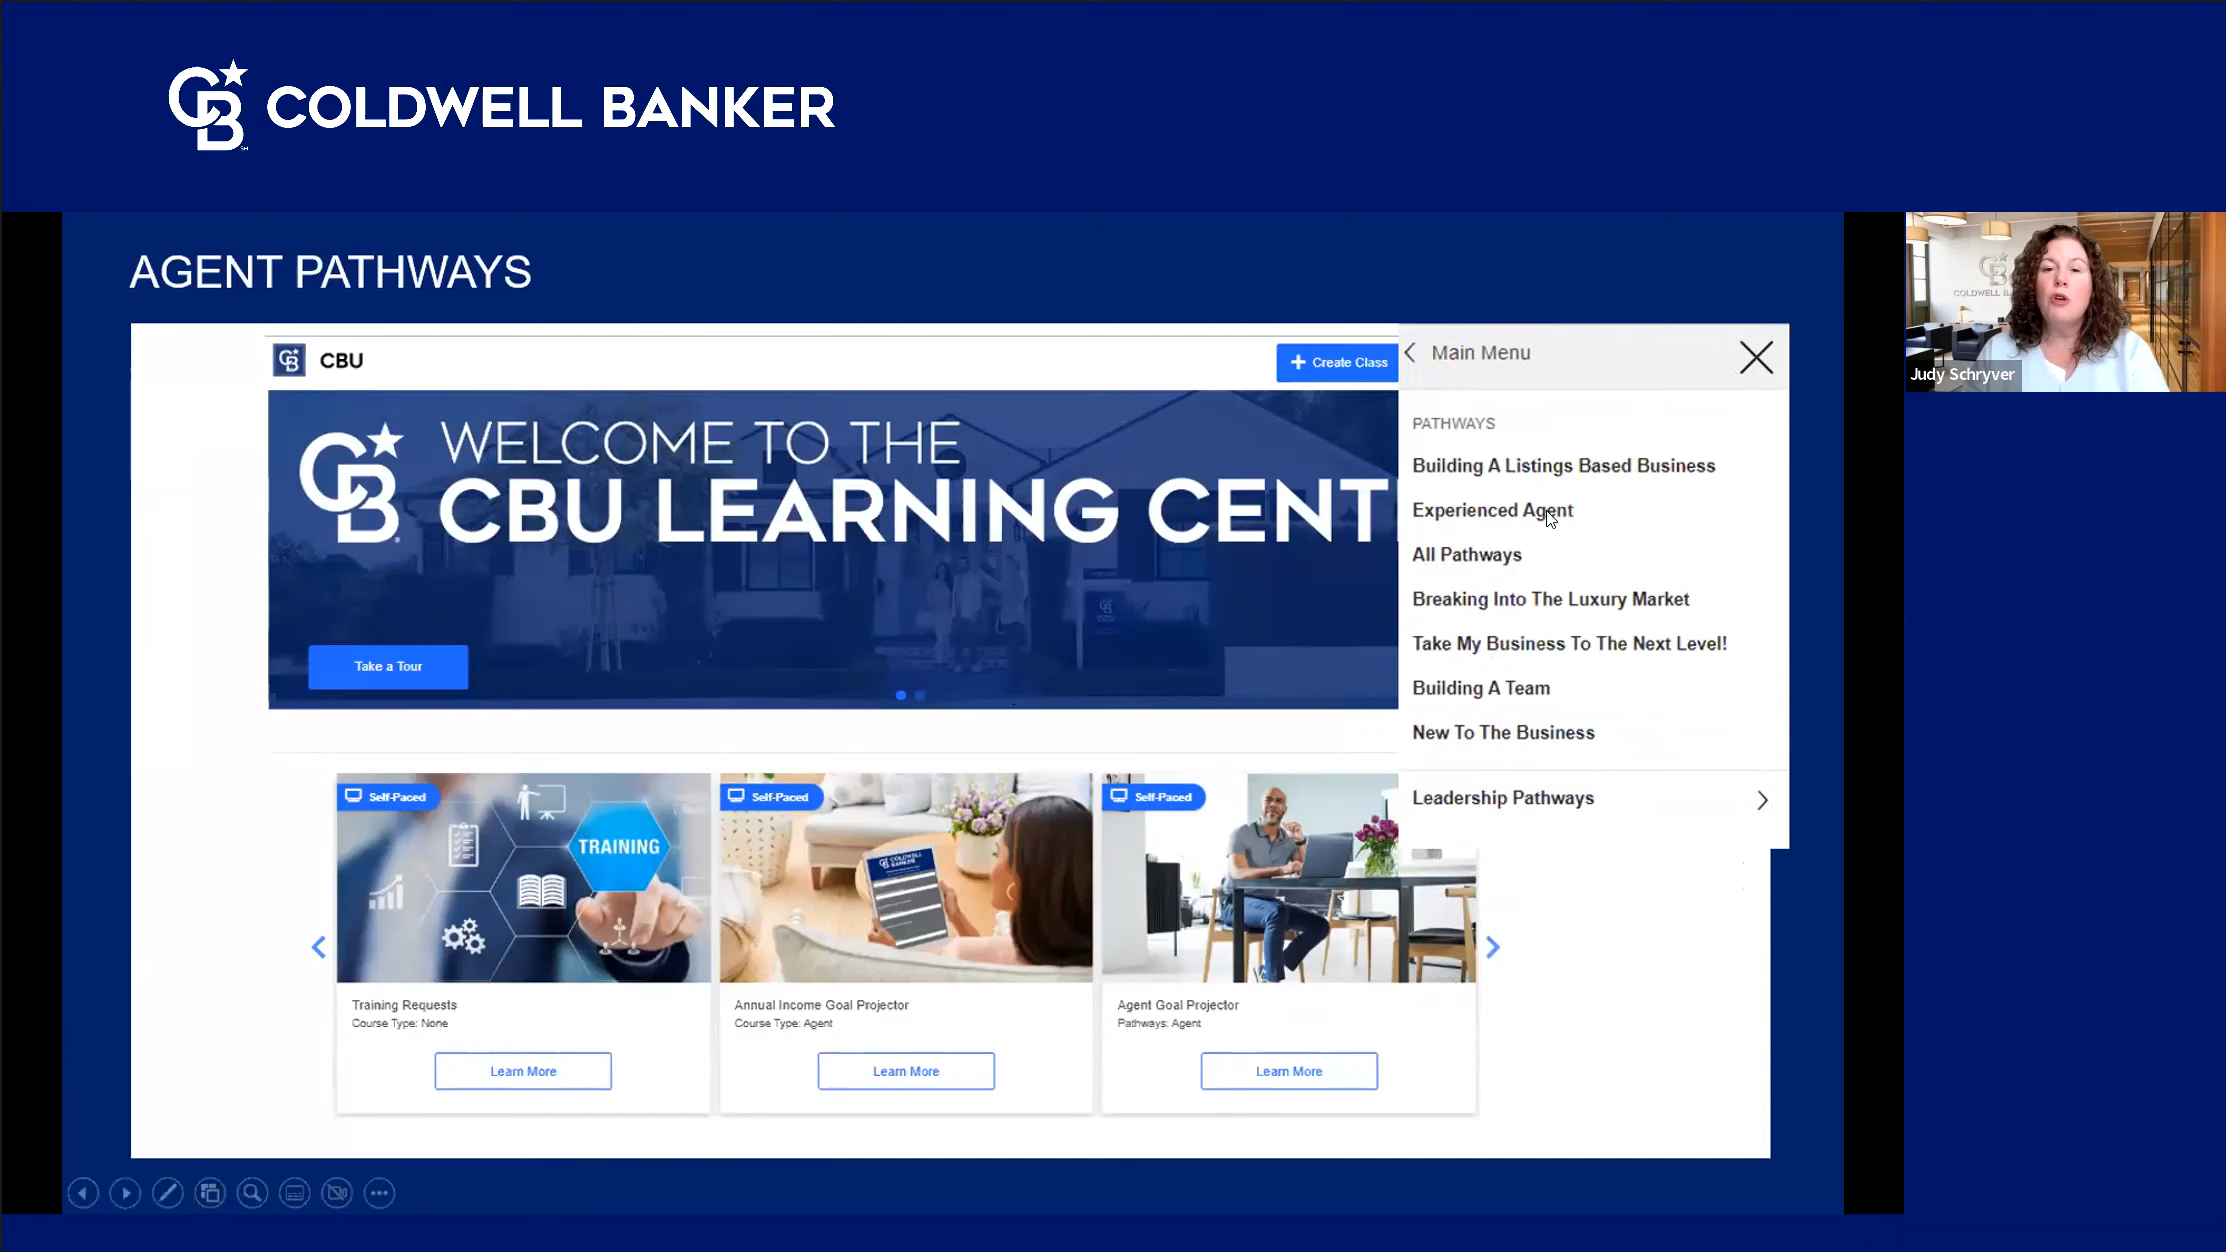 COLDWELL BANKER
AGENT PATHWAYS
CBU
Create Class
WELCOME TO THE
CBU LEARNING CENT
Take a Tour
Main Menu
PATHWAYS
Building A Listings Based Business
Experienced Agent
All Pathways
Breaking Into The Luxury Market
Take My Business To The Next Level!
Building A Team
New To The Business
Leadership Pathways
Self-Paced
TRAINING
Training Requests
Course Type: None
Learn More
Self-Paced
COLDWELL
BANKER
Annual Income Goal Projector
Course Type: Agent
Learn More
Self-Paced
Agent Goal Projector
Pathways: Agent
Learn More
COLDWELL BA
Judy Schryver